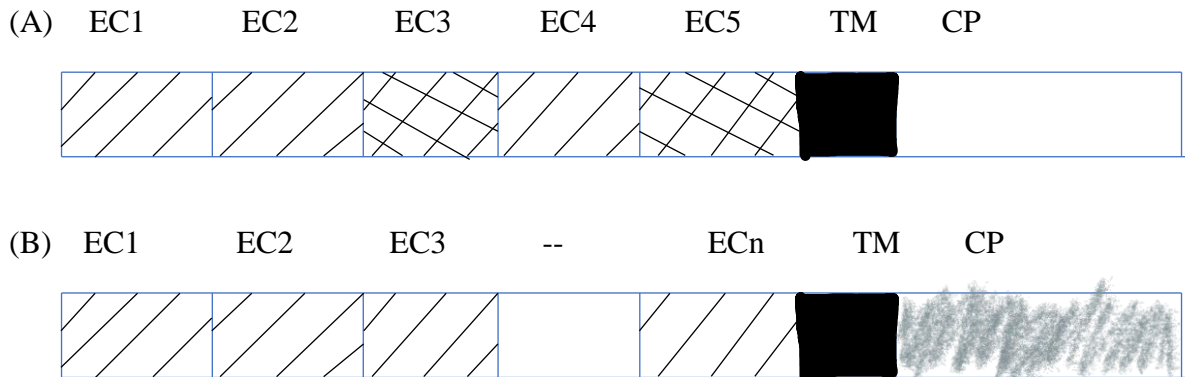 (A) EC1 EC2 EC3 EC4 EC5 TM CP
(B) EC1 EC2 EC3 -- ECn TM CP